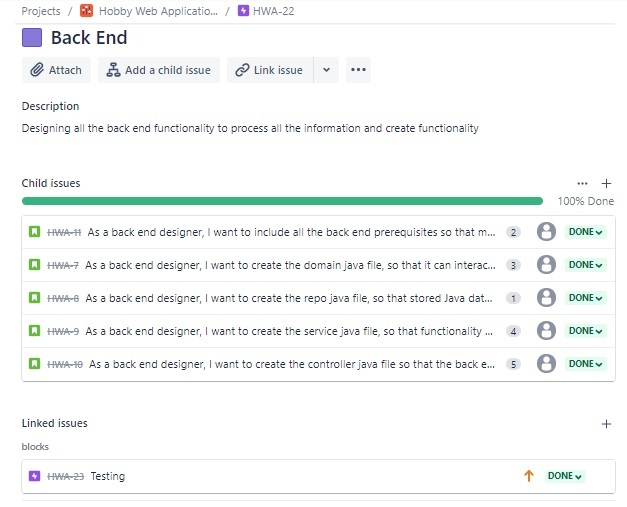 Projects / Hobby Web Applicatio... / HWA-22
Back End
Attach Add a child issue Link issue
Description
Designing all the back end functionality to process all the information and create functionality
Child issues
100% Done
HWA-11 As a back end designer, I want to include all the back end prerequisites so that m... 2 DONE
HWA-7 As a back end designer, I want to create the domain java file, so that it can interac... 3 DONE
HWA-8 As a back end designer, I want to create the repo java file, so that stored Java dat... 1 DONE
HWA-9 As a back end designer, I want to create the service java file, so that functionality ... 4 DONE
HWA-10 As a back end designer, I want to create the controller java file so that the back e... 5 DONE
Linked issues
blocks
HWA-23 Testing DONE